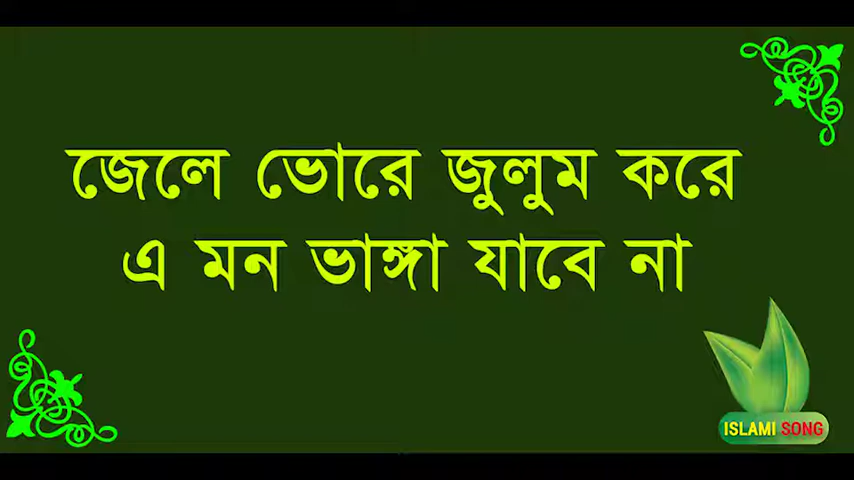 জেলে ভোরে জুলুম করে
এ মন ভাঙ্গা যাবে না
ISLAMI SONG